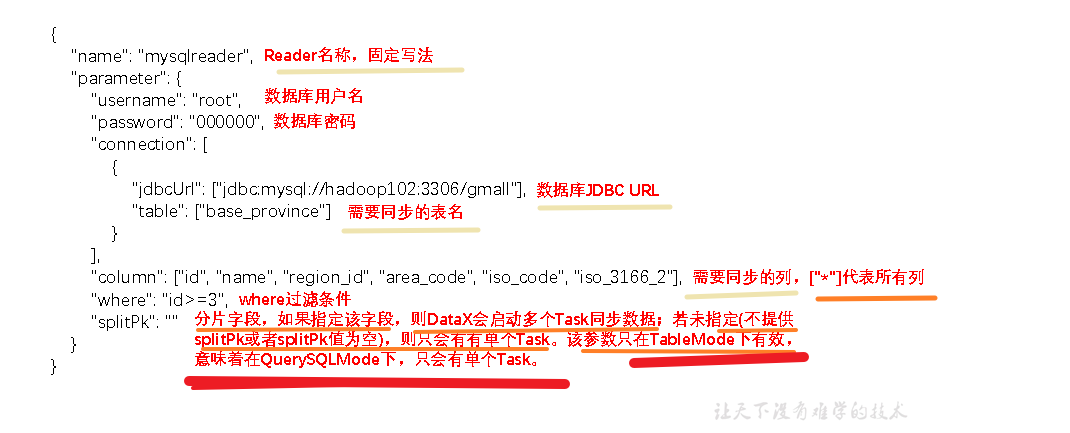 {
"name": "mysqlreader", Reader名称，固定写法
"parameter": {
"username": "root", 数据库用户名
"password": "000000", 数据库密码
"connection": [
{
"jdbcUrl": ["jdbc:mysql://hadoop102:3306/gmall"], 数据库JDBC URL
"table": ["base_province"] 需要同步的表名
}
],
"column": ["id", "name", "region_id", "area_code", "iso_code", "iso_3166_2"], 需要同步的列，["*"]代表所有列
"where": "id>=3", where过滤条件
"splitPk": "" 分片字段，如果指定该字段，则DataX会启动多个Task同步数据；若未指定(不提供
splitPk或者splitPk值为空)，则只会有有单个Task。该参数只在TableMode下有效，
意味着在QuerySQLMode下，只会有单个Task。
}
}
让天下没有难学的技术